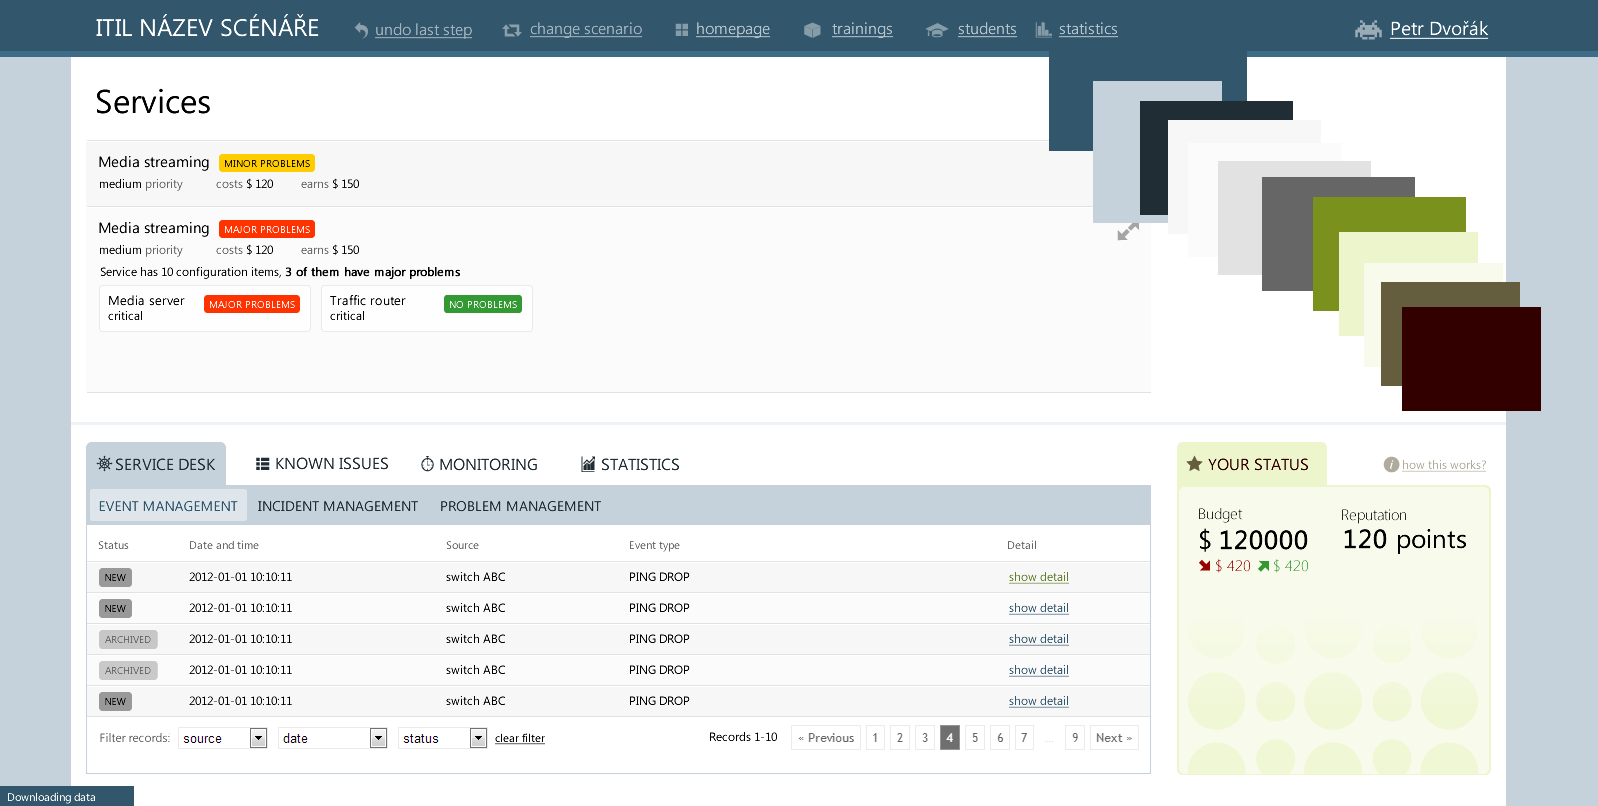 ITIL NÁZEV SCÉNÁŘE undo last step change scenario homepage trainings students statistics Petr Dvořák
Services
Media streaming MINOR PROBLEMS
medium priority costs $ 120 earns $ 150
Media streaming MAJOR PROBLEMS
medium priority costs $ 120 earns $ 150
Service has 10 configuration items, 3 of them have major problems
Media server MAJOR PROBLEMS
critical
Traffic router NO PROBLEMS
critical
SERVICE DESK KNOWN ISSUES MONITORING STATISTICS
EVENT MANAGEMENT INCIDENT MANAGEMENT PROBLEM MANAGEMENT
Status Date and time Source Event type Detail
NEW 2012-01-01 10:10:11 switch ABC PING DROP show detail
NEW 2012-01-01 10:10:11 switch ABC PING DROP show detail
ARCHIVED 2012-01-01 10:10:11 switch ABC PING DROP show detail
ARCHIVED 2012-01-01 10:10:11 switch ABC PING DROP show detail
NEW 2012-01-01 10:10:11 switch ABC PING DROP show detail
Filter records: source date status clear filter Records 1-10 « Previous 1 2 3 4 5 6 7 ... 9 Next »
YOUR STATUS i how this works?
Budget
$ 120000
$ 420 $ 420
Reputation
120 points
Downloading data